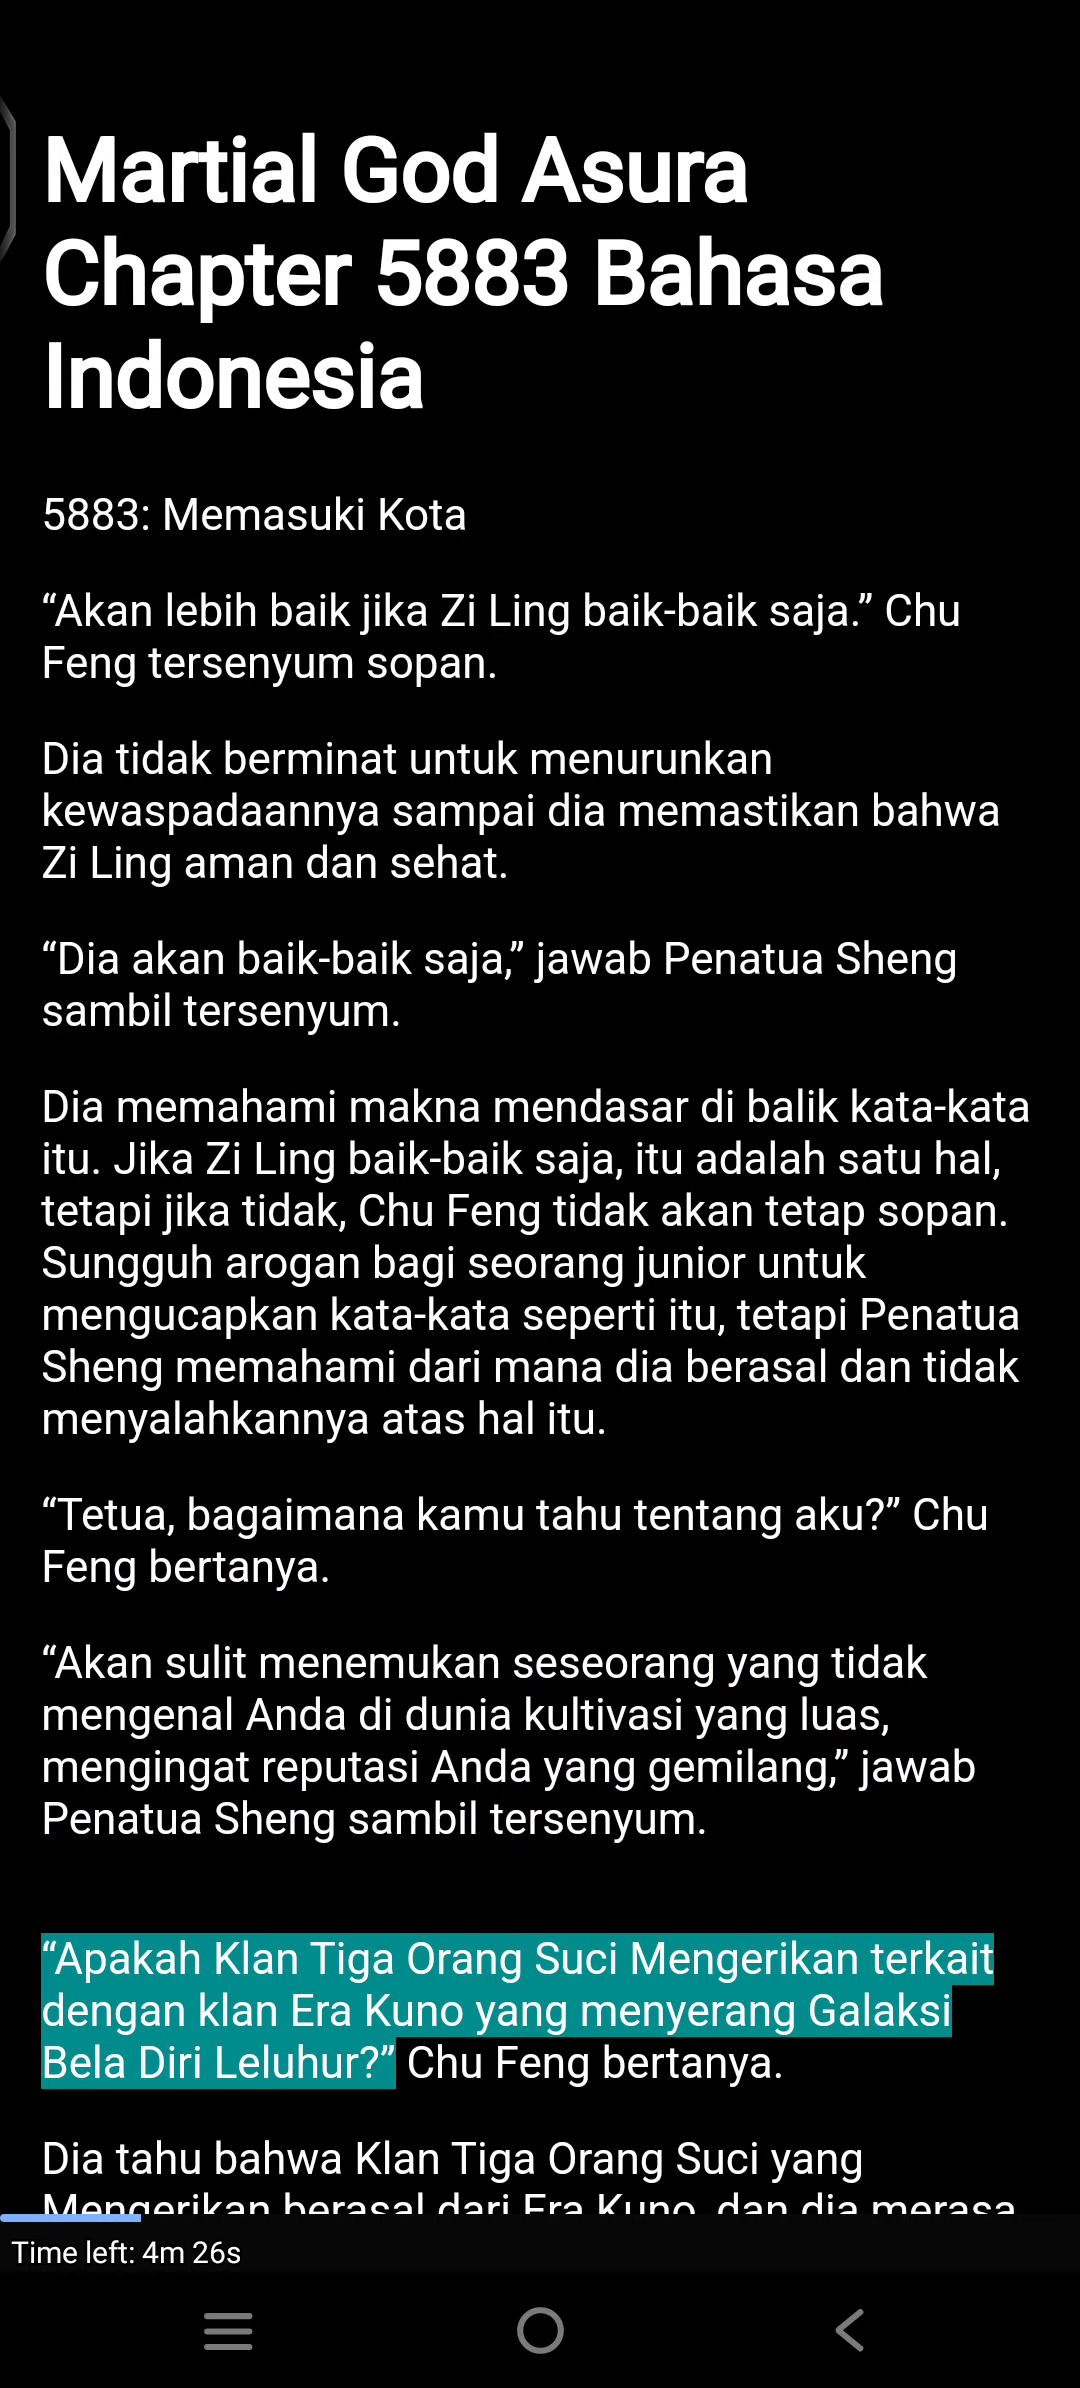 Martial God Asura
Chapter 5883 Bahasa
Indonesia
5883: Memasuki Kota
“Akan lebih baik jika Zi Ling baik-baik saja.” Chu
Feng tersenyum sopan.
Dia tidak berminat untuk menurunkan
kewaspadaannya sampai dia memastikan bahwa
Zi Ling aman dan sehat.
“Dia akan baik-baik saja,” jawab Penatua Sheng
sambil tersenyum.
Dia memahami makna mendasar di balik kata-kata
itu. Jika Zi Ling baik-baik saja, itu adalah satu hal,
tetapi jika tidak, Chu Feng tidak akan tetap sopan.
Sungguh arogan bagi seorang junior untuk
mengucapkan kata-kata seperti itu, tetapi Penatua
Sheng memahami dari mana dia berasal dan tidak
menyalahkannya atas hal itu.
“Tetua, bagaimana kamu tahu tentang aku?” Chu
Feng bertanya.
“Akan sulit menemukan seseorang yang tidak
mengenal Anda di dunia kultivasi yang luas,
mengingat reputasi Anda yang gemilang,” jawab
Penatua Sheng sambil tersenyum.
“Apakah Klan Tiga Orang Suci Mengerikan terkait
dengan klan Era Kuno yang menyerang Galaksi
Bela Diri Leluhur?” Chu Feng bertanya.
Dia tahu bahwa Klan Tiga Orang Suci yang
Mengerikan berasal dari Era Kuno, dan dia merasa
Time left: 4m 26s